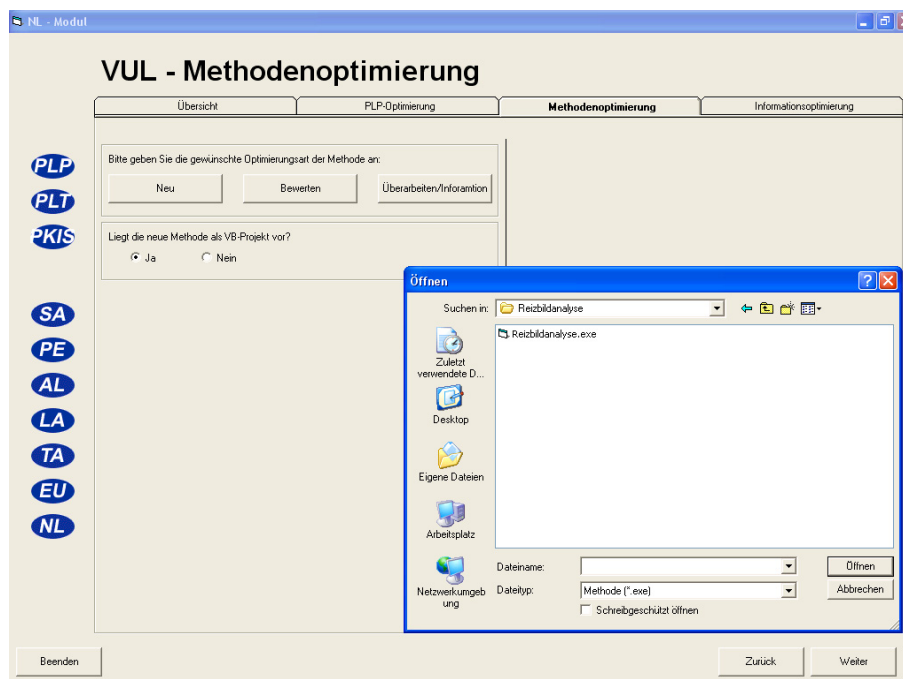 NL - Modul
VUL - Methodenoptimierung
Übersicht
PLP-Optimierung
Methodenoptimierung
Informationsoptimierung
PLP
PLT
PKIS
SA
PE
AL
LA
TA
EU
NL
Bitte geben Sie die gewünschte Optimierungsart der Methode an:
Neu
Bewerten
Überarbeiten/Inforamtion
Liegt die neue Methode als VB-Projekt vor?
Ja
Nein
Öffnen
Suchen in:
Reizbildanalyse
Reizbildanalyse.exe
Zuletzt
verwendete D...
Desktop
Eigene Dateien
Arbeitsplatz
Netzwerkumgeb
ung
Dateiname:
Öffnen
Dateityp:
Methode (*.exe)
Abbrechen
Schreibgeschützt öffnen
Beenden
Zurück
Weiter